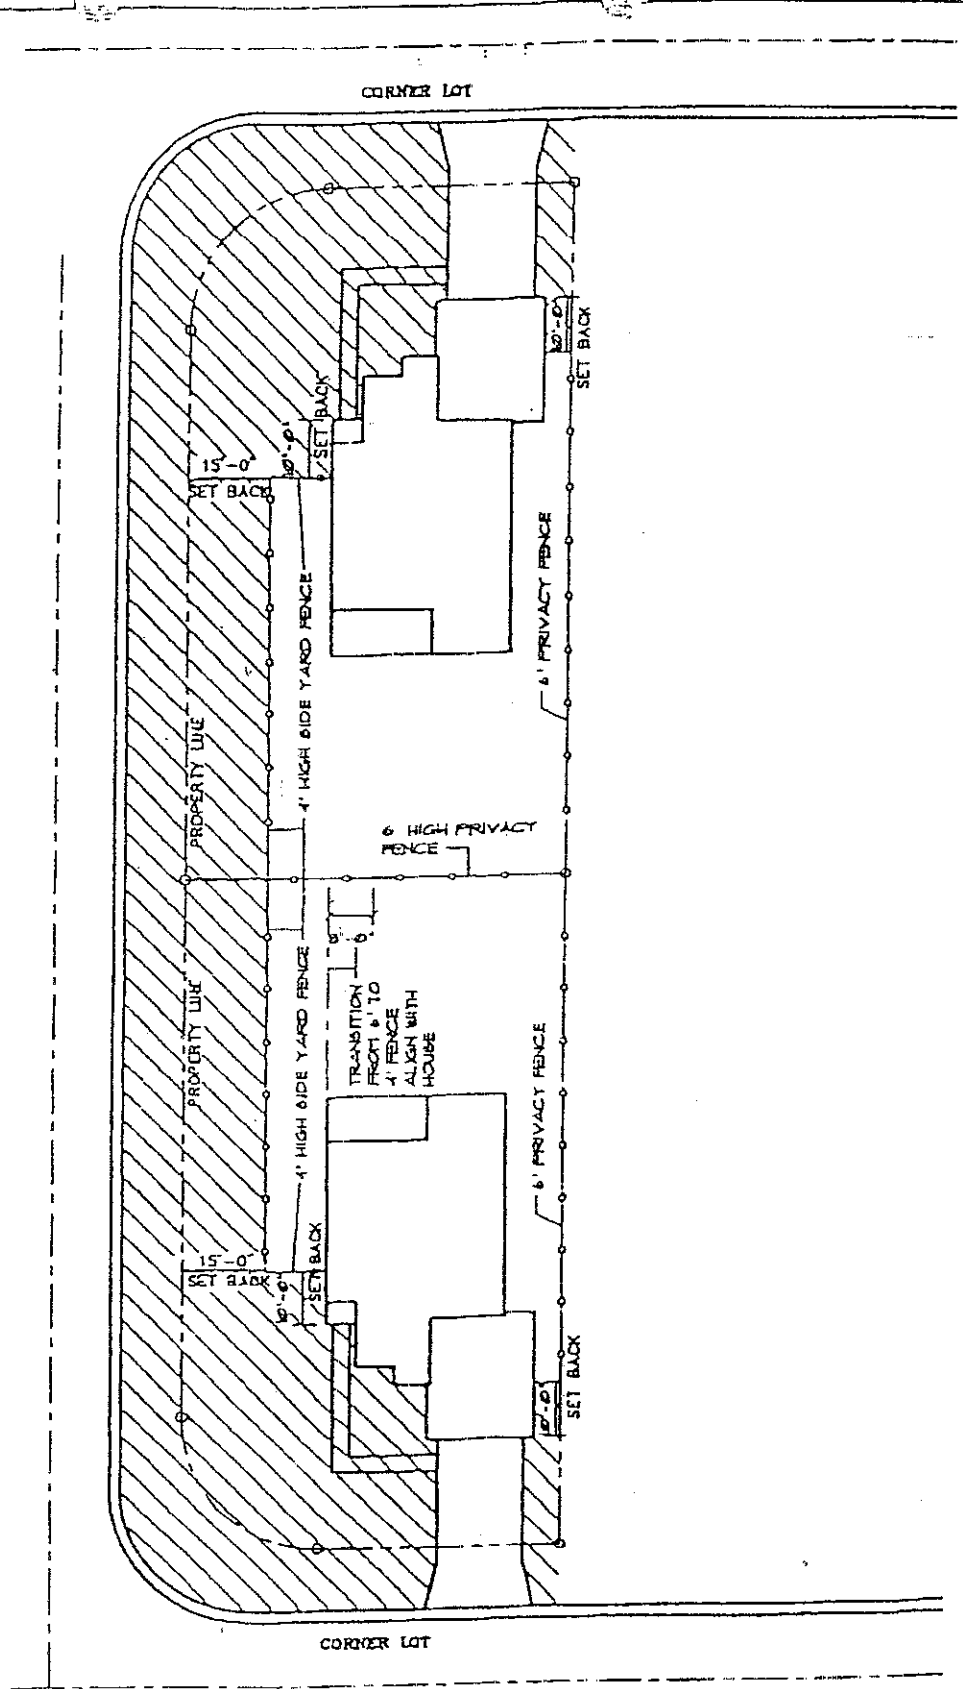 CORNER LOT
10'-0"
SET BACK
SET BACK
10'-0"
15'-0"
SET BACK
6' PRIVACY FENCE
4' HIGH SIDE YARD FENCE
PROPERTY LINE
6 HIGH PRIVACY
FENCE
PROPERTY LINE
4' HIGH SIDE YARD FENCE
TRANSITION
FROM 6' TO
4' FENCE
ALIGN WITH
HOUSE
6' PRIVACY FENCE
15'-0"
SET BACK
10'-0"
SET BACK
10'-0"
SET BACK
CORNER LOT